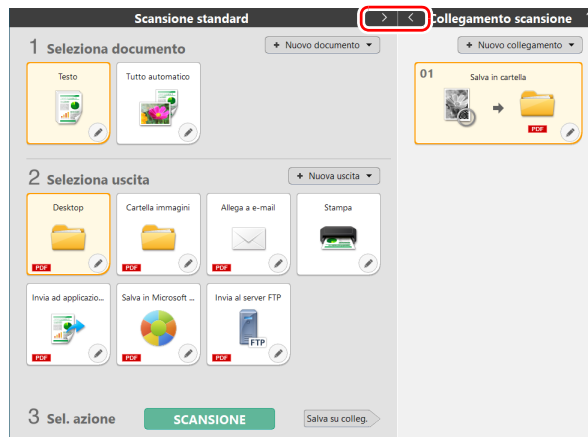 Scansione standard > < Collegamento scansione
1 Seleziona documento
+ Nuovo documento
+ Nuovo collegamento
Testo
Tutto automatico
01 Salva in cartella
PDF
2 Seleziona uscita
+ Nuova uscita
Desktop
PDF
Cartella immagini
PDF
Allega a e-mail
PDF
Stampa
Invia ad applicazio...
PDF
Salva in Microsoft ...
PDF
Invia al server FTP
FTP
PDF
3 Sel. azione
SCANSIONE
Salva su colleg.